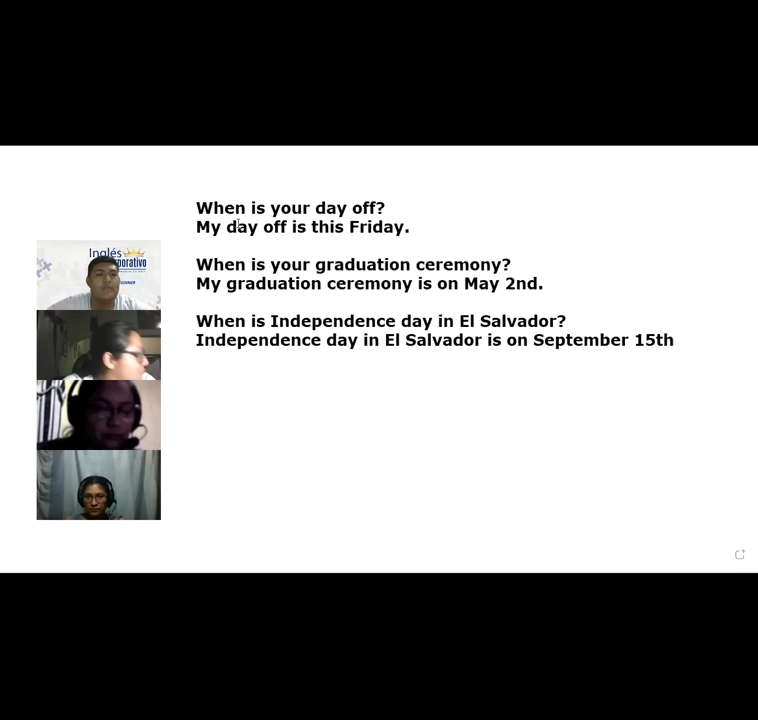 When is your day off?
My day off is this Friday.
When is your graduation ceremony?
My graduation ceremony is on May 2nd.
When is Independence day in El Salvador?
Independence day in El Salvador is on September 15th
Inglés